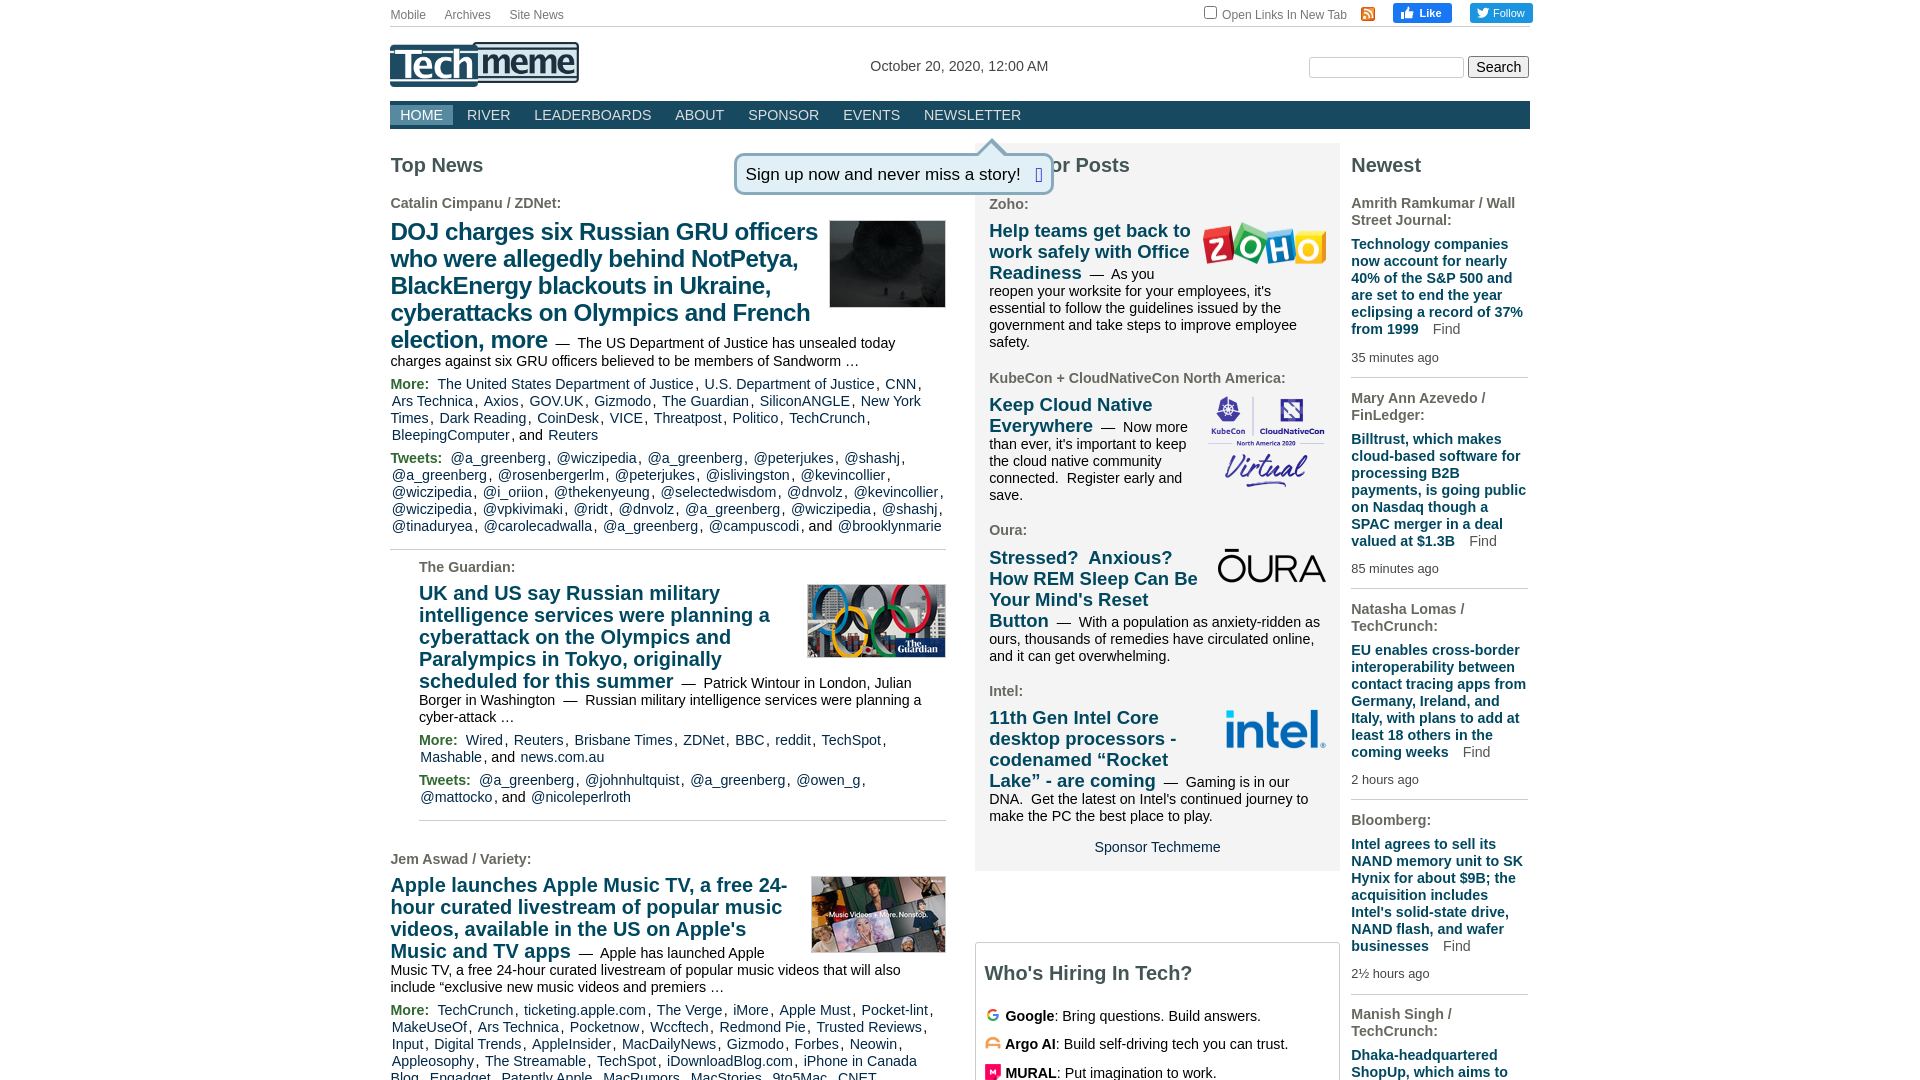 Mobile Archives Site News
Open Links In New Tab Like Follow
Techmeme
October 20, 2020, 12:00 AM
Search
HOME RIVER LEADERBOARDS ABOUT SPONSOR EVENTS NEWSLETTER
Sign up now and never miss a story!
Top News
Catalin Cimpanu / ZDNet:
DOJ charges six Russian GRU officers
who were allegedly behind NotPetya,
BlackEnergy blackouts in Ukraine,
cyberattacks on Olympics and French
election, more — The US Department of Justice has unsealed today
charges against six GRU officers believed to be members of Sandworm …
More: The United States Department of Justice, U.S. Department of Justice, CNN,
Ars Technica, Axios, GOV.UK, Gizmodo, The Guardian, SiliconANGLE, New York
Times, Dark Reading, CoinDesk, VICE, Threatpost, Politico, TechCrunch,
BleepingComputer, and Reuters
Tweets: @a_greenberg, @wiczipedia, @a_greenberg, @peterjukes, @shashj,
@a_greenberg, @rosenbergerlm, @peterjukes, @islivingston, @kevincollier,
@wiczipedia, @i_oriion, @thekenyeung, @selectedwisdom, @dnvolz, @kevincollier,
@wiczipedia, @vpkivimaki, @ridt, @dnvolz, @a_greenberg, @wiczipedia, @shashj,
@tinaduryea, @carolecadwalla, @a_greenberg, @campuscodi, and @brooklynmarie
The Guardian:
UK and US say Russian military
intelligence services were planning a
cyberattack on the Olympics and
Paralympics in Tokyo, originally
scheduled for this summer — Patrick Wintour in London, Julian
Borger in Washington — Russian military intelligence services were planning a
cyber-attack …
The Guardian
More: Wired, Reuters, Brisbane Times, ZDNet, BBC, reddit, TechSpot,
Mashable, and news.com.au
Tweets: @a_greenberg, @johnhultquist, @a_greenberg, @owen_g,
@mattocko, and @nicoleperlroth
Jem Aswad / Variety:
Apple launches Apple Music TV, a free 24-
hour curated livestream of popular music
videos, available in the US on Apple's
Music and TV apps — Apple has launched Apple
Music TV, a free 24-hour curated livestream of popular music videos that will also
include “exclusive new music videos and premiers …
Music Videos + More. Nonstop.
More: TechCrunch, ticketing.apple.com, The Verge, iMore, Apple Must, Pocket-lint,
MakeUseOf, Ars Technica, Pocketnow, Wccftech, Redmond Pie, Trusted Reviews,
Input, Digital Trends, AppleInsider, MacDailyNews, Gizmodo, Forbes, Neowin,
Appleosophy, The Streamable, TechSpot, iDownloadBlog.com, iPhone in Canada
Blog, Engadget, Patently Apple, MacRumors, MacStories, 9to5Mac, CNET,
or Posts
Zoho:
Help teams get back to
work safely with Office
Readiness — As you
reopen your worksite for your employees, it's
essential to follow the guidelines issued by the
government and take steps to improve employee
safety.
ZOHO
KubeCon + CloudNativeCon North America:
Keep Cloud Native
Everywhere — Now more
than ever, it's important to keep
the cloud native community
connected. Register early and
save.
KubeCon CloudNativeCon
North America 2020
Virtual
Oura:
Stressed? Anxious?
How REM Sleep Can Be
Your Mind's Reset
Button — With a population as anxiety-ridden as
ours, thousands of remedies have circulated online,
and it can get overwhelming.
ŌURA
Intel:
11th Gen Intel Core
desktop processors -
codenamed “Rocket
Lake” - are coming — Gaming is in our
DNA. Get the latest on Intel's continued journey to
make the PC the best place to play.
intel.
Sponsor Techmeme
Who's Hiring In Tech?
Google: Bring questions. Build answers.
Argo AI: Build self-driving tech you can trust.
MURAL: Put imagination to work.
Newest
Amrith Ramkumar / Wall
Street Journal:
Technology companies
now account for nearly
40% of the S&P 500 and
are set to end the year
eclipsing a record of 37%
from 1999 Find
35 minutes ago
Mary Ann Azevedo /
FinLedger:
Billtrust, which makes
cloud-based software for
processing B2B
payments, is going public
on Nasdaq though a
SPAC merger in a deal
valued at $1.3B Find
85 minutes ago
Natasha Lomas /
TechCrunch:
EU enables cross-border
interoperability between
contact tracing apps from
Germany, Ireland, and
Italy, with plans to add at
least 18 others in the
coming weeks Find
2 hours ago
Bloomberg:
Intel agrees to sell its
NAND memory unit to SK
Hynix for about $9B; the
acquisition includes
Intel's solid-state drive,
NAND flash, and wafer
businesses Find
2½ hours ago
Manish Singh /
TechCrunch:
Dhaka-headquartered
ShopUp, which aims to